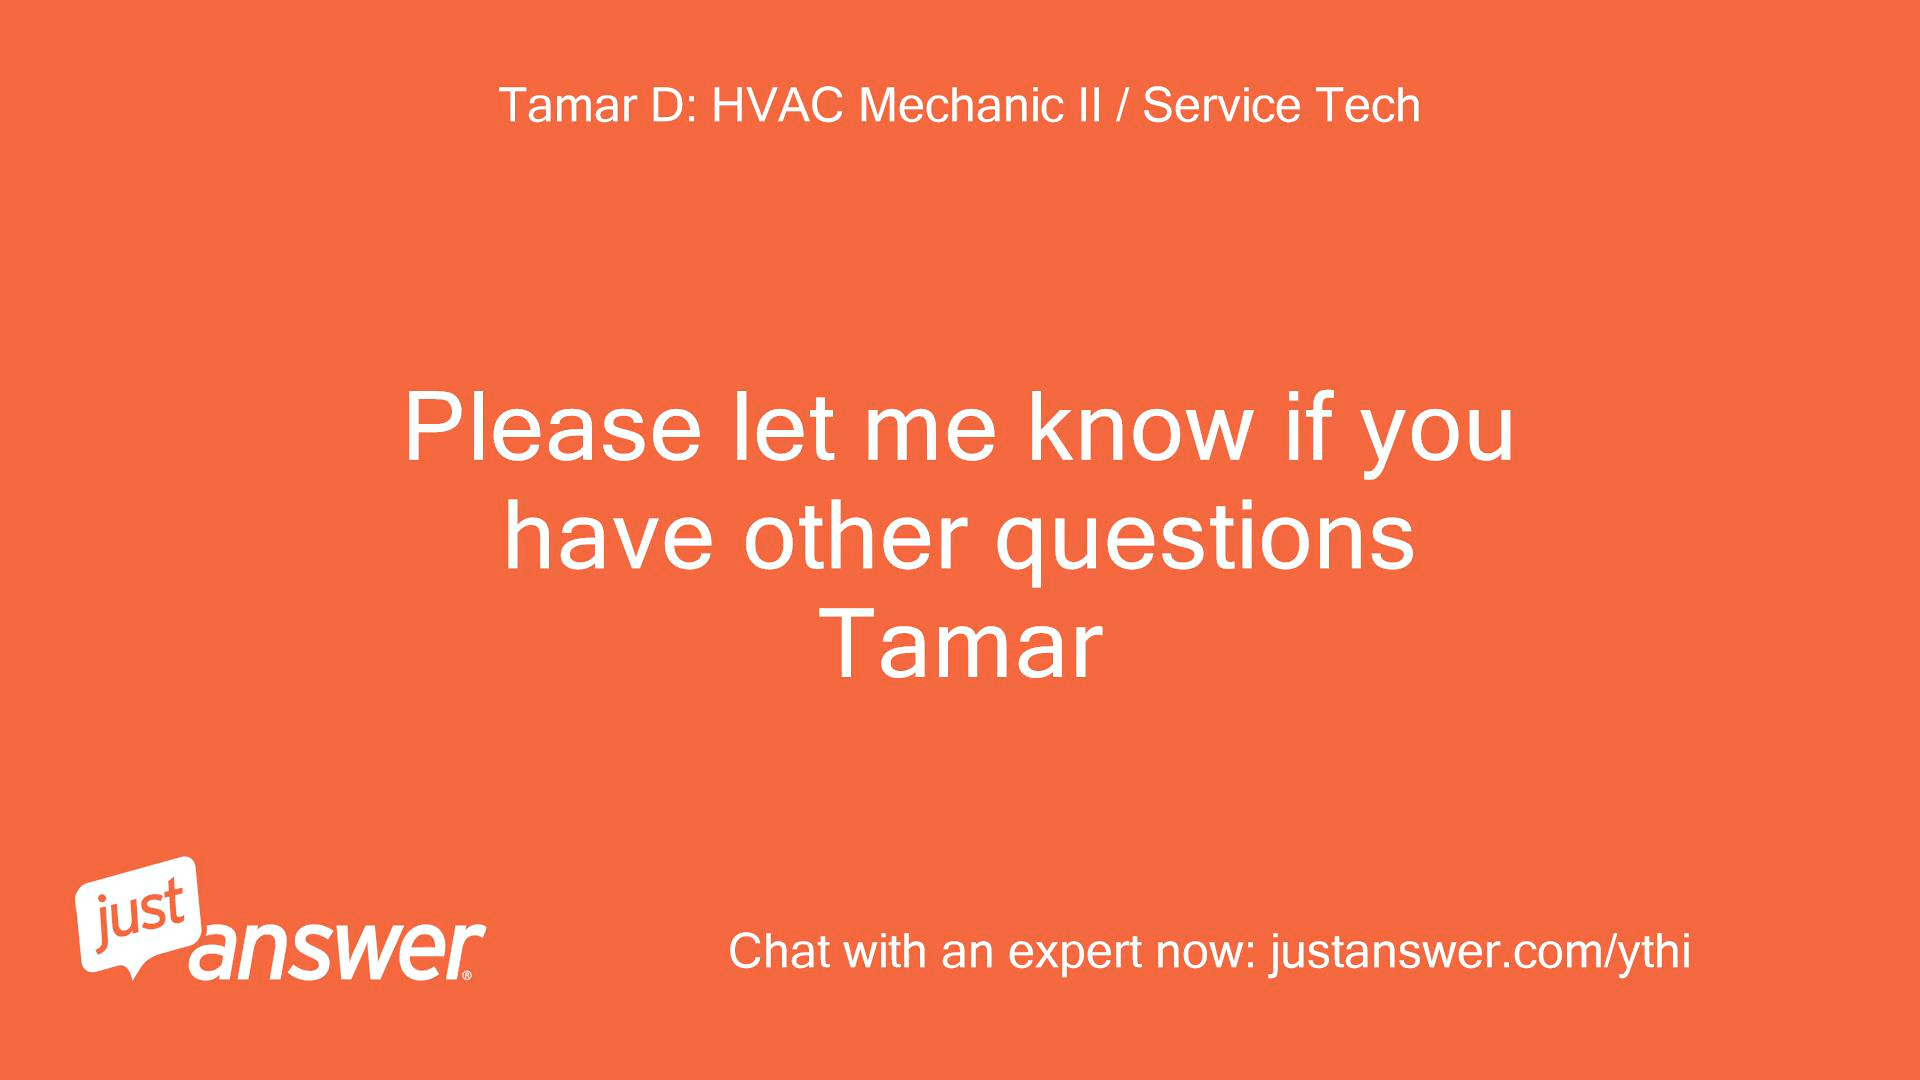 Tamar D: HVAC Mechanic II / Service Tech
Please let me know if you
have other questions
Tamar
just
answer®
Chat with an expert now: justanswer.com/ythi